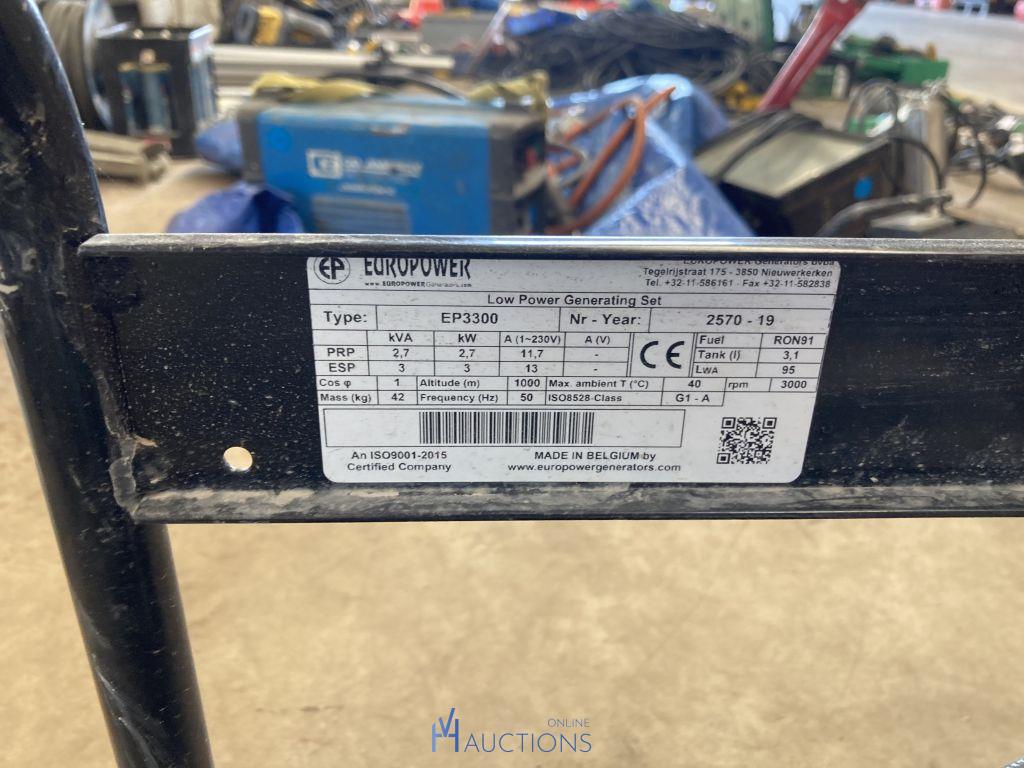 EP EUROPOWER
www.EUROPOWERGenerators.com
EUROPOWER Generators bvba
Tegelrijstraat 175 - 3850 Nieuwerkerken
Tel. +32-11-586161 - Fax +32-11-582838
Low Power Generating Set
Type: EP3300 Nr - Year: 2570 - 19
kVA kW A (1~230V) A (V) Fuel RON91
PRP 2,7 2,7 11,7 - CE Tank (l) 3,1
ESP 3 3 13 - LWA 95
Cos φ 1 Altitude (m) 1000 Max. ambient T (°C) 40 rpm 3000
Mass (kg) 42 Frequency (Hz) 50 ISO8528-Class G1 - A
An ISO9001-2015
Certified Company
MADE IN BELGIUM by
www.europowergenerators.com
ONLINE
AUCTIONS